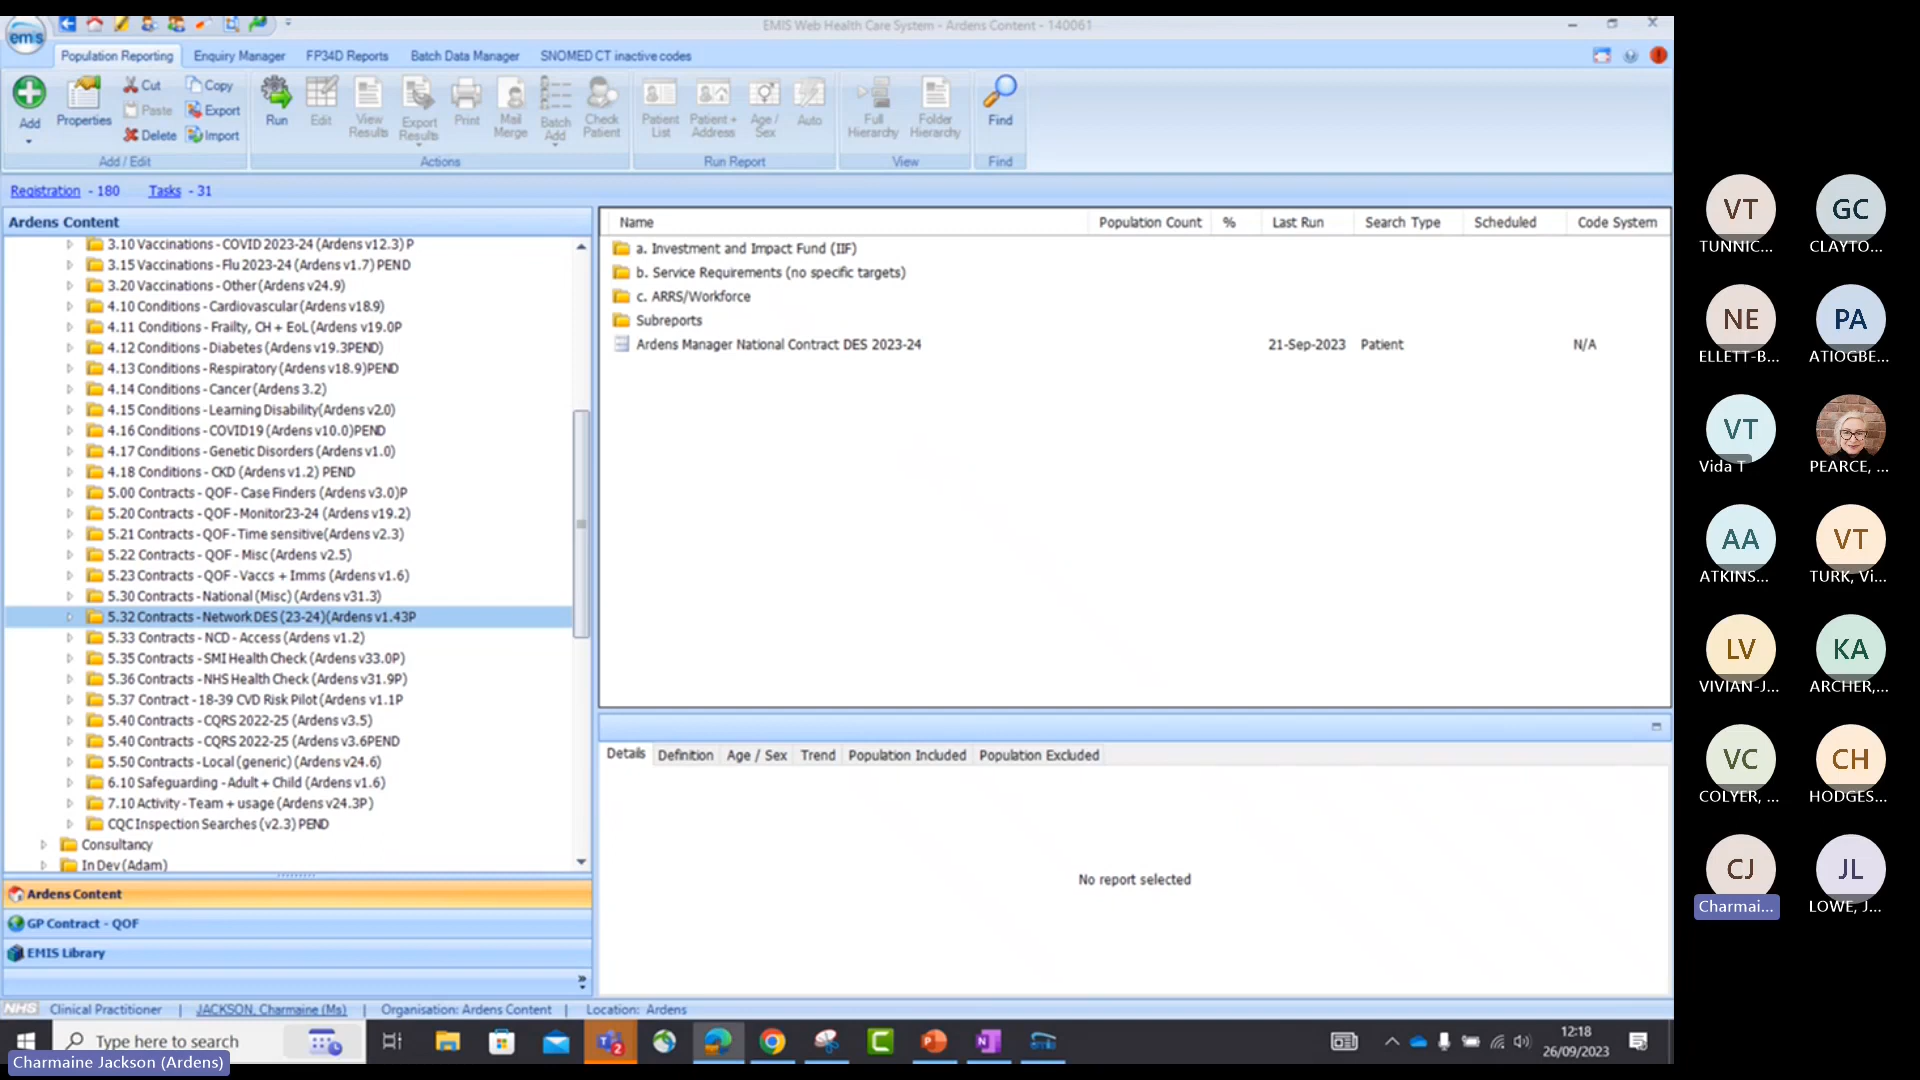 emis
EMIS Web Health Care System - Ardens Content - 140061
Population Reporting
Enquiry Manager
FP34D Reports
Batch Data Manager
SNOMED CT inactive codes
Add
Properties
Cut
Paste
Delete
Copy
Export
Import
Add / Edit
Run
Edit
View Results
Export Results
Print
Mail Merge
Batch Add
Check Patient
Actions
Patient List
Patient + Address
Age / Sex
Auto
Run Report
Full Hierarchy
Folder Hierarchy
View
Find
Find
Registration - 180
Tasks - 31
Ardens Content
3.10 Vaccinations - COVID 2023-24 (Ardens v12.3) P
3.15 Vaccinations - Flu 2023-24 (Ardens v1.7) PEND
3.20 Vaccinations - Other (Ardens v24.9)
4.10 Conditions - Cardiovascular (Ardens v18.9)
4.11 Conditions - Frailty, CH + EoL (Ardens v19.0P
4.12 Conditions - Diabetes (Ardens v19.3PEND)
4.13 Conditions - Respiratory (Ardens v18.9)PEND
4.14 Conditions - Cancer (Ardens 3.2)
4.15 Conditions - Learning Disability(Ardens v2.0)
4.16 Conditions - COVID19 (Ardens v10.0)PEND
4.17 Conditions - Genetic Disorders (Ardens v1.0)
4.18 Conditions - CKD (Ardens v1.2) PEND
5.00 Contracts - QOF - Case Finders (Ardens v3.0)P
5.20 Contracts - QOF - Monitor23-24 (Ardens v19.2)
5.21 Contracts - QOF - Time sensitive(Ardens v2.3)
5.22 Contracts - QOF - Misc (Ardens v2.5)
5.23 Contracts - QOF - Vaccs + Imms (Ardens v1.6)
5.30 Contracts - National (Misc) (Ardens v31.3)
5.32 Contracts - Network DES (23-24)(Ardens v1.43P
5.33 Contracts - NCD - Access (Ardens v1.2)
5.35 Contracts - SMI Health Check (Ardens v33.0P)
5.36 Contracts - NHS Health Check (Ardens v31.9P)
5.37 Contract - 18-39 CVD Risk Pilot (Ardens v1.1P
5.40 Contracts - CQRS 2022-25 (Ardens v3.5)
5.40 Contracts - CQRS 2022-25 (Ardens v3.6PEND
5.50 Contracts - Local (generic) (Ardens v24.6)
6.10 Safeguarding - Adult + Child (Ardens v1.6)
7.10 Activity - Team + usage (Ardens v24.3P)
CQC Inspection Searches (v2.3) PEND
Consultancy
In Dev (Adam)
Ardens Content
GP Contract - QOF
EMIS Library
Name
Population Count
%
Last Run
Search Type
Scheduled
Code System
a. Investment and Impact Fund (IIF)
b. Service Requirements (no specific targets)
c. ARRS/Workforce
Subreports
Ardens Manager National Contract DES 2023-24
21-Sep-2023
Patient
N/A
Details
Definition
Age / Sex
Trend
Population Included
Population Excluded
No report selected
NHS
Clinical Practitioner
JACKSON, Charmaine (Ms)
Organisation: Ardens Content
Location: Ardens
Type here to search
12:18
26/09/2023
Charmaine Jackson (Ardens)
VT
TUNNIC...
GC
CLAYTO...
NE
ELLETT-B...
PA
ATIOGBE...
VT
Vida T
PEARCE, ...
AA
ATKINS...
VT
TURK, Vi...
LV
VIVIAN-J...
KA
ARCHER,...
VC
COLYER, ...
CH
HODGES...
CJ
Charmai...
JL
LOWE, J...